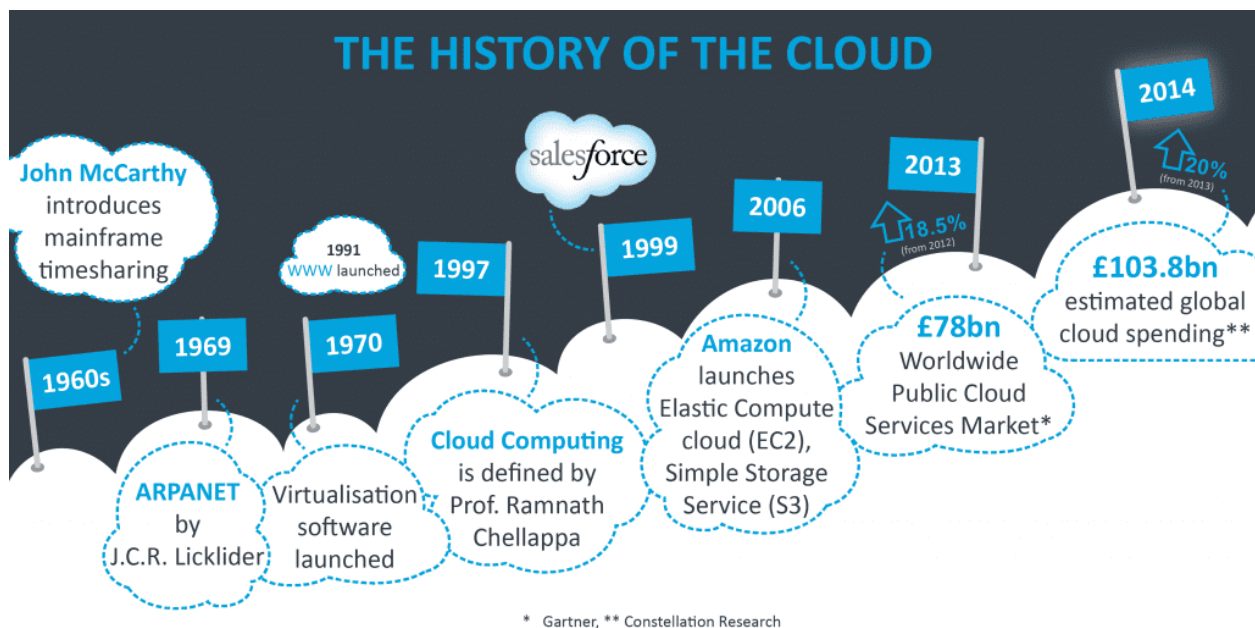 THE HISTORY OF THE CLOUD
1960s
John McCarthy
introduces
mainframe
timesharing
1969
ARPANET
by
J.C.R. Licklider
1970
Virtualisation
software
launched
1991
WWW launched
1997
Cloud Computing
is defined by
Prof. Ramnath
Chellappa
1999
salesforce
2006
Amazon
launches
Elastic Compute
cloud (EC2),
Simple Storage
Service (S3)
2013
18.5%
(from 2012)
£78bn
Worldwide
Public Cloud
Services Market*
2014
20%
(from 2013)
£103.8bn
estimated global
cloud spending**
* Gartner, ** Constellation Research